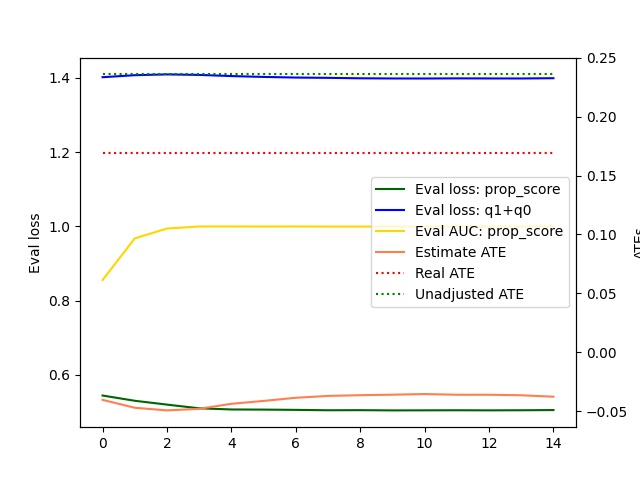 1.4
1.2
1.0
0.8
0.6
Eval loss
0
2
4
6
8
10
12
14
0.25
0.20
0.15
0.10
0.05
0.00
−0.05
ATEs
Eval loss: prop_score
Eval loss: q1+q0
Eval AUC: prop_score
Estimate ATE
Real ATE
Unadjusted ATE